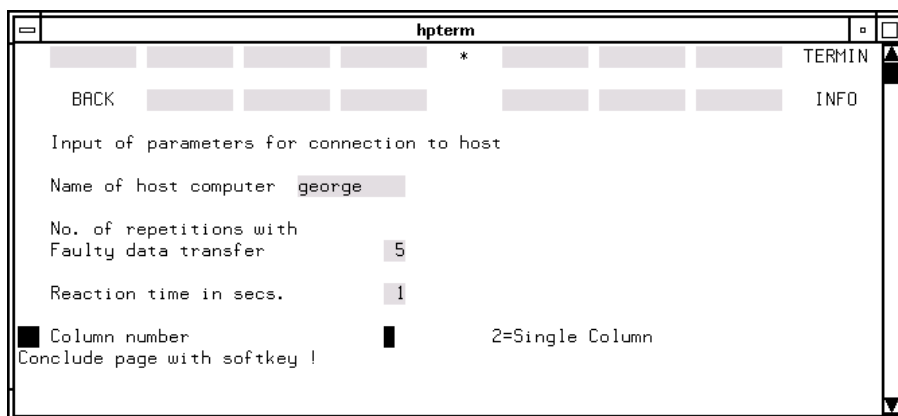 hpterm
* TERMIN
BACK INFO
Input of parameters for connection to host
Name of host computer george
No. of repetitions with
Faulty data transfer 5
Reaction time in secs. 1
Column number 2=Single Column
Conclude page with softkey !